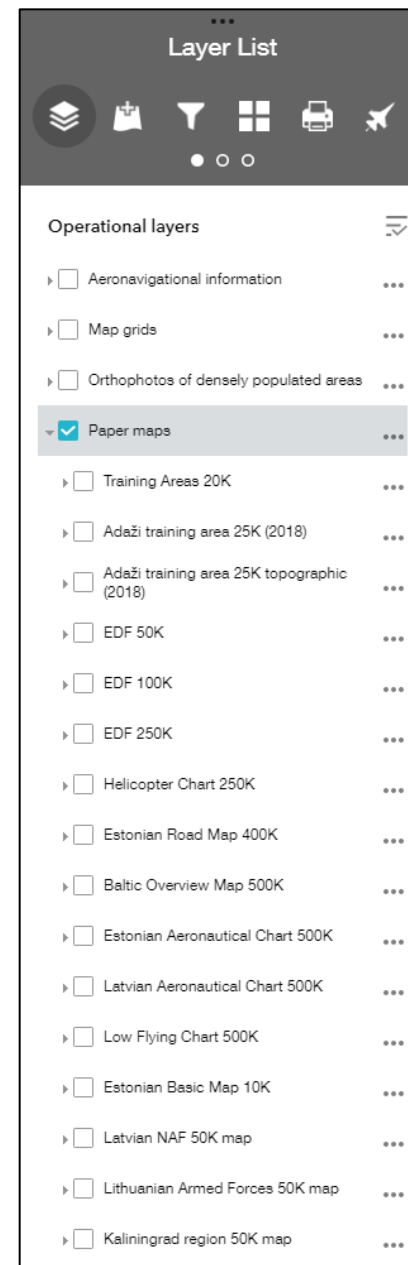 Layer List
Operational layers
Aeronavigational information
Map grids
Orthophotos of densely populated areas
Paper maps
Training Areas 20K
Adaži training area 25K (2018)
Adaži training area 25K topographic
(2018)
EDF 50K
EDF 100K
EDF 250K
Helicopter Chart 250K
Estonian Road Map 400K
Baltic Overview Map 500K
Estonian Aeronautical Chart 500K
Latvian Aeronautical Chart 500K
Low Flying Chart 500K
Estonian Basic Map 10K
Latvian NAF 50K map
Lithuanian Armed Forces 50K map
Kaliningrad region 50K map